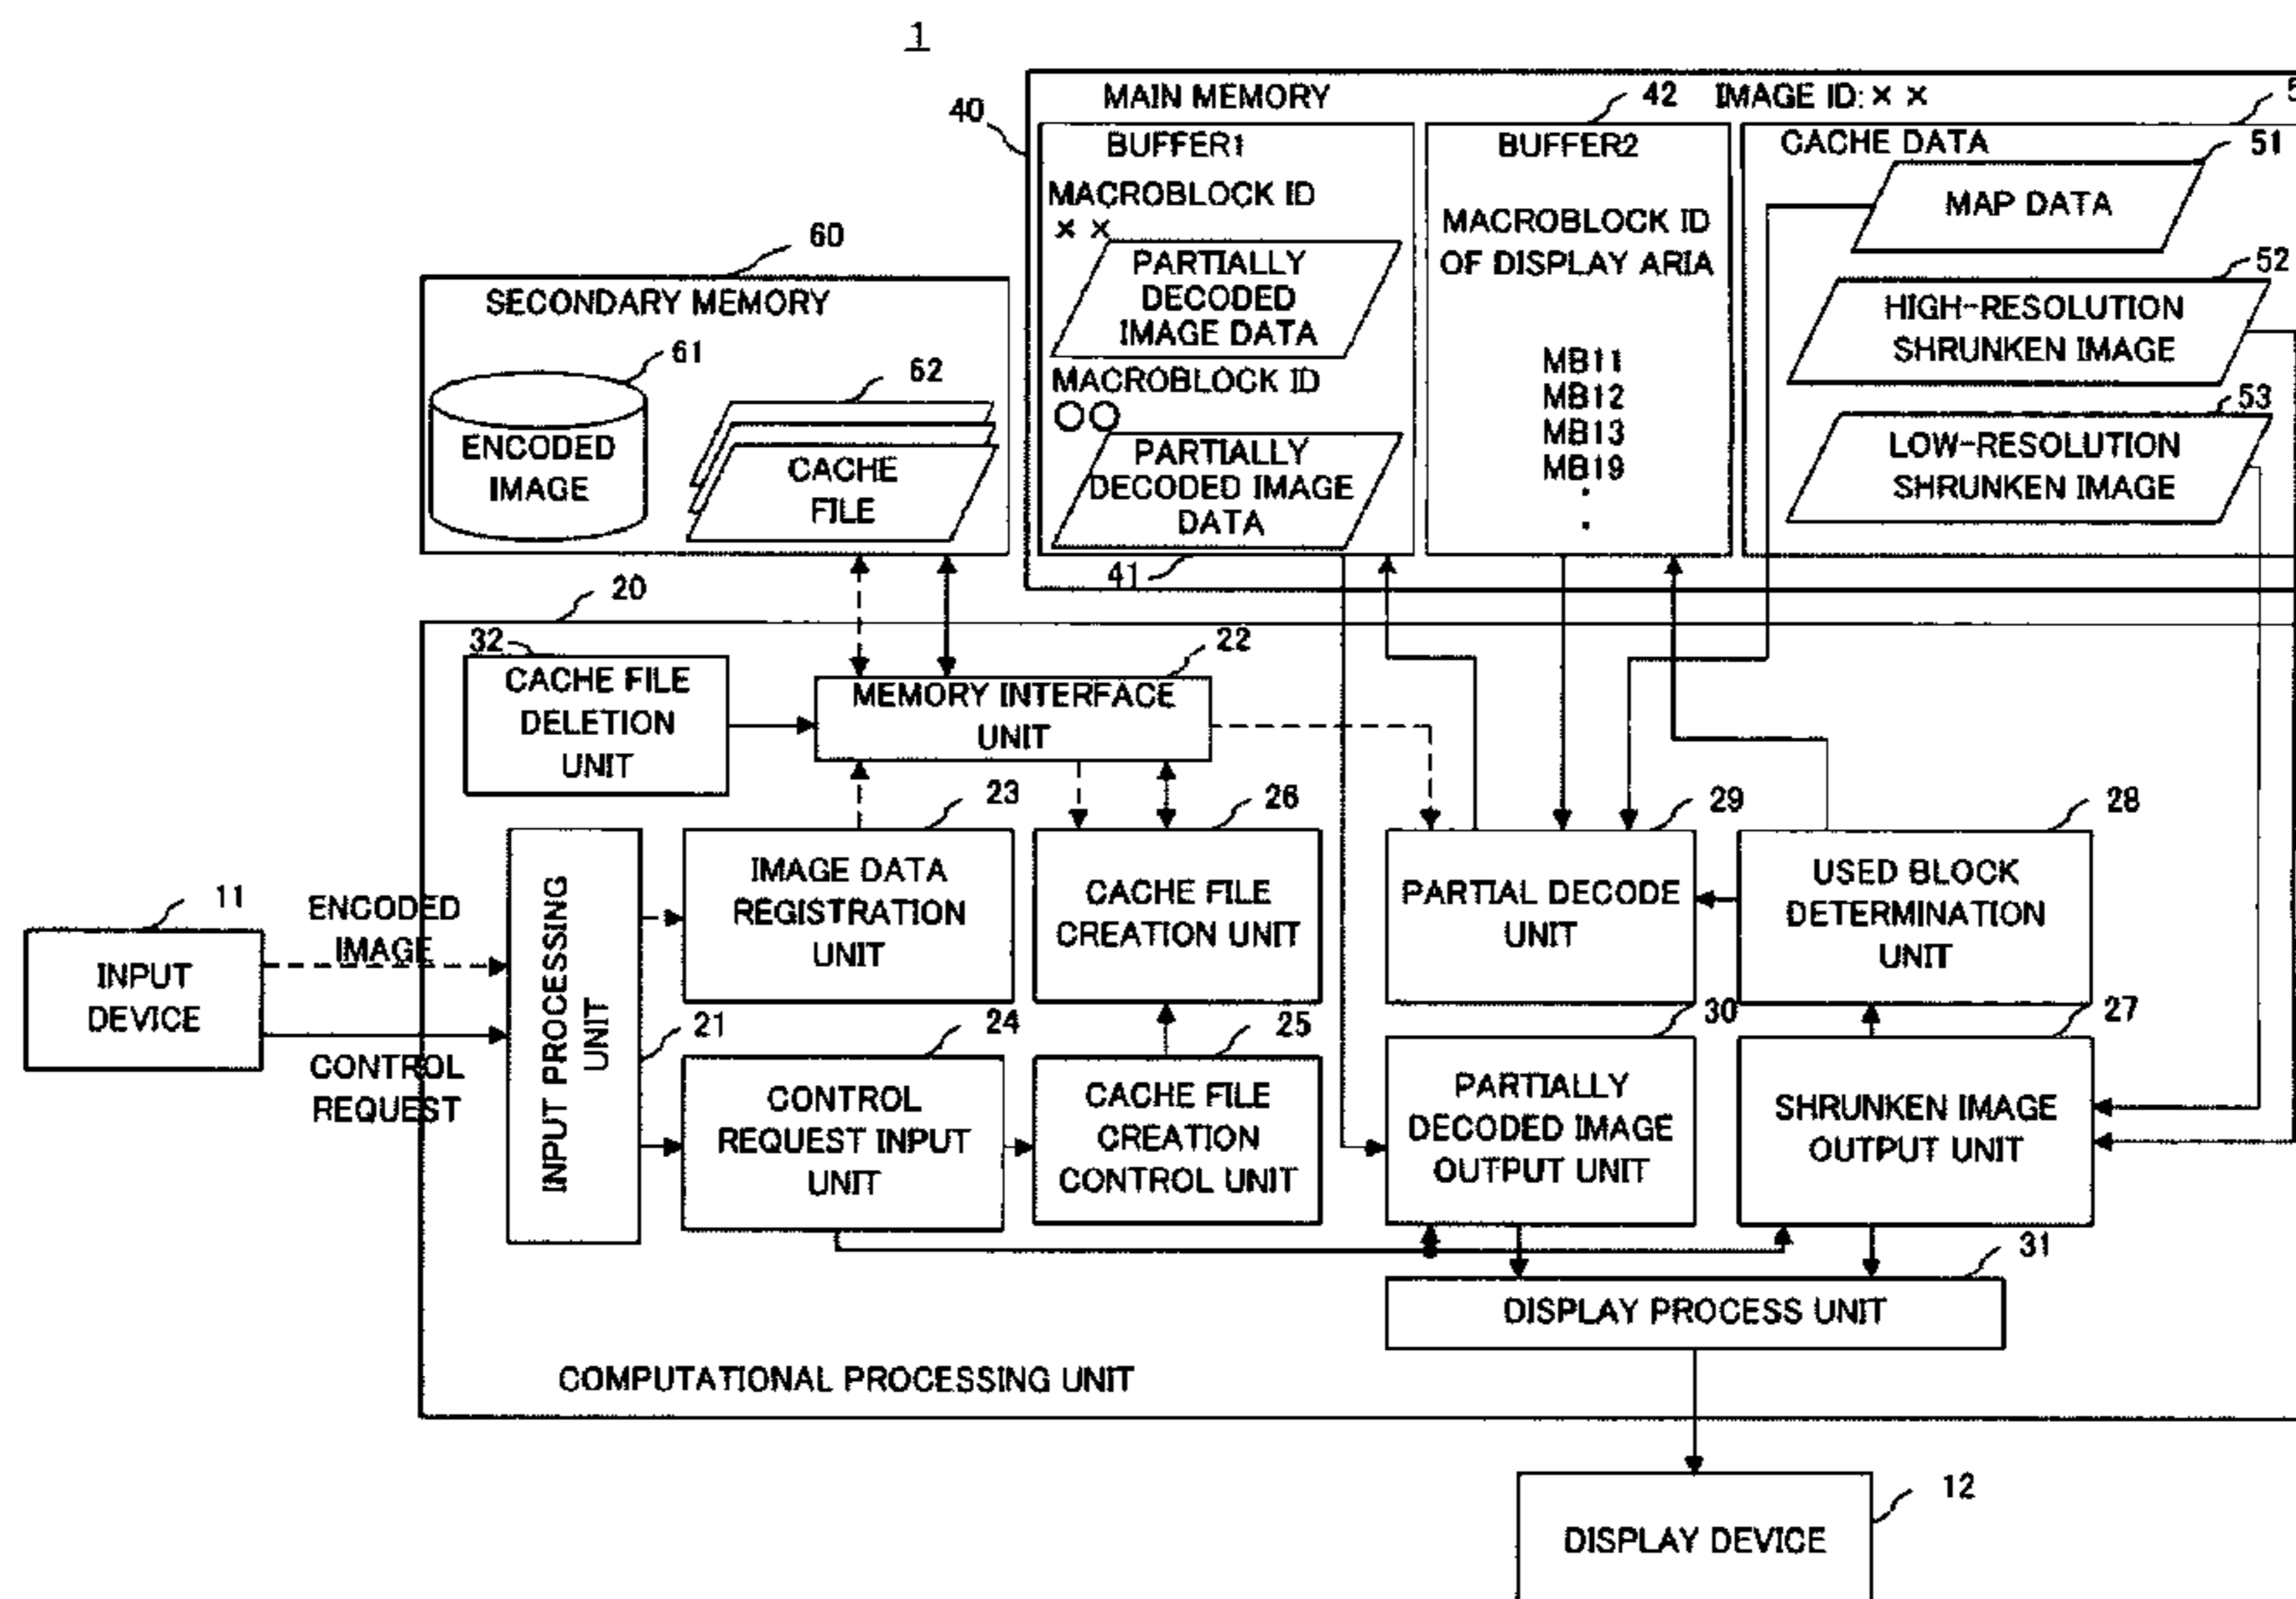 1
MAIN MEMORY
IMAGE ID: × ×
40
42
5
BUFFER1
MACROBLOCK ID
× ×
PARTIALLY
DECODED
IMAGE DATA
MACROBLOCK ID
○○
PARTIALLY
DECODED IMAGE
DATA
41
BUFFER2
MACROBLOCK ID
OF DISPLAY ARIA
MB11
MB12
MB13
MB19
.
.
CACHE DATA
51
MAP DATA
52
HIGH-RESOLUTION
SHRUNKEN IMAGE
53
LOW-RESOLUTION
SHRUNKEN IMAGE
60
SECONDARY MEMORY
61
ENCODED
IMAGE
62
CACHE
FILE
20
32
CACHE FILE
DELETION
UNIT
22
MEMORY INTERFACE
UNIT
23
IMAGE DATA
REGISTRATION
UNIT
26
CACHE FILE
CREATION UNIT
29
PARTIAL DECODE
UNIT
28
USED BLOCK
DETERMINATION
UNIT
11
INPUT
DEVICE
ENCODED
IMAGE
CONTROL
REQUEST
INPUT PROCESSING
UNIT
21
24
CONTROL
REQUEST INPUT
UNIT
25
CACHE FILE
CREATION
CONTROL UNIT
30
PARTIALLY
DECODED IMAGE
OUTPUT UNIT
27
SHRUNKEN IMAGE
OUTPUT UNIT
31
DISPLAY PROCESS UNIT
COMPUTATIONAL PROCESSING UNIT
12
DISPLAY DEVICE